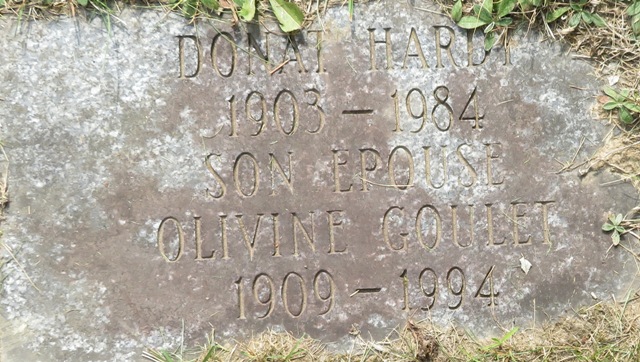 DONAT HARDY
1903 – 1984
SON EPOUSE
OLIVINE GOULET
1909 – 1994